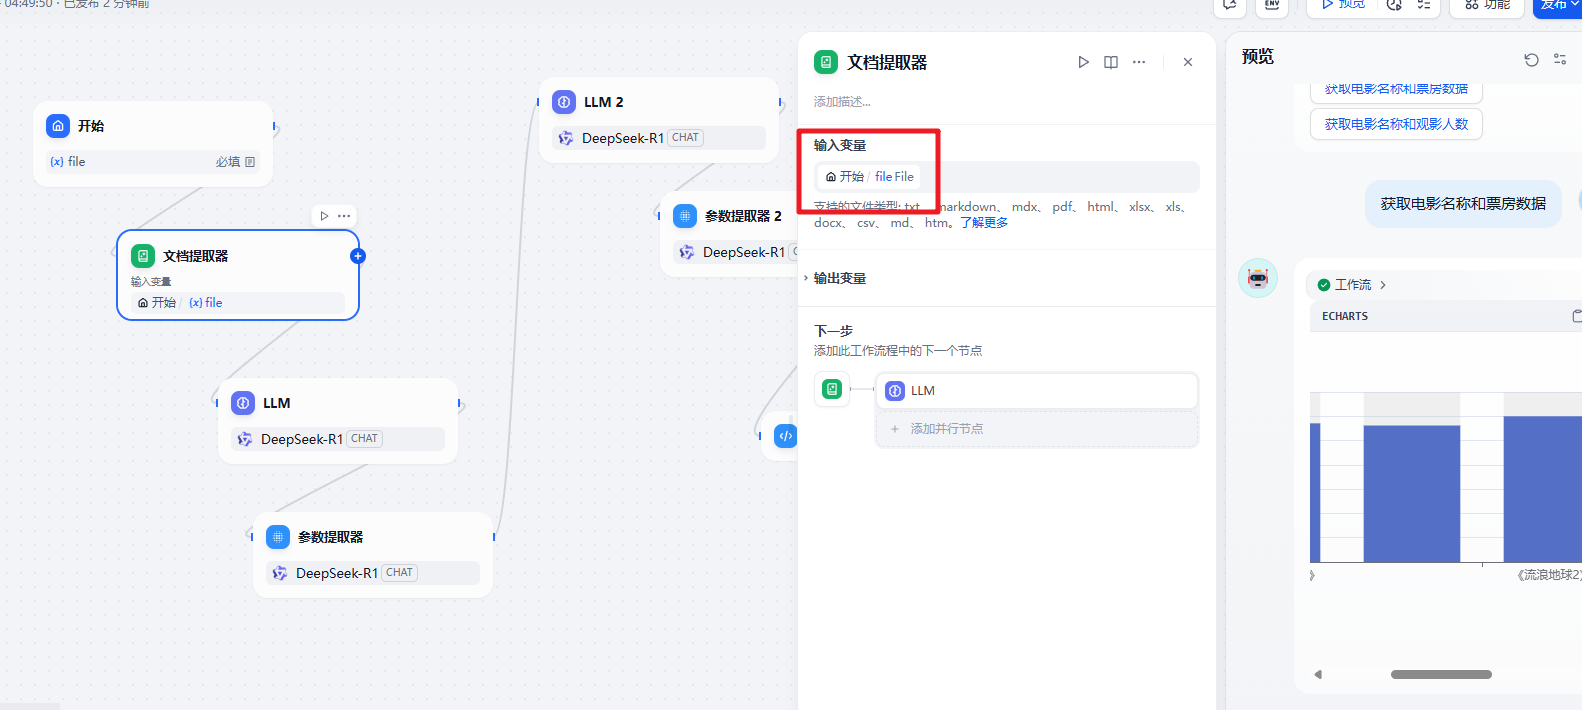 04:49:50 · 已发布 2 分钟前
ENV
预览
功能
发布
开始
(x) file
必填
文档提取器
输入变量
开始 / (x) file
LLM
DeepSeek-R1 CHAT
参数提取器
DeepSeek-R1 CHAT
LLM 2
DeepSeek-R1 CHAT
参数提取器 2
DeepSeek-R1
文档提取器
添加描述...
输入变量
开始 / file File
支持的文件类型: txt、 markdown、 mdx、 pdf、 html、 xlsx、 xls、
docx、 csv、 md、 htm。了解更多
输出变量
下一步
添加此工作流程中的下一个节点
LLM
+ 添加并行节点
预览
获取电影名称和票房数据
获取电影名称和观影人数
获取电影名称和票房数据
工作流
ECHARTS
》
《流浪地球2》